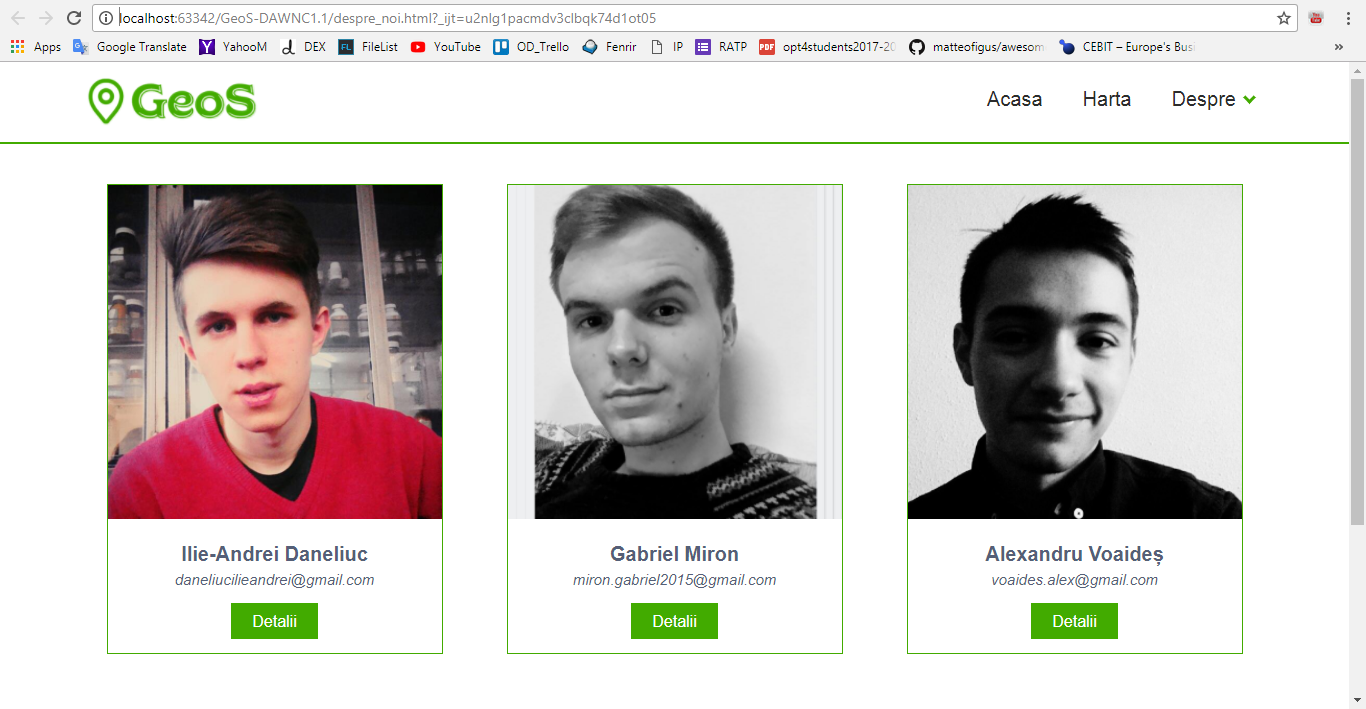 localhost:63342/GeoS-DAWNC1.1/despre_noi.html?_ijt=u2nlg1pacmdv3clbqk74d1ot05
Apps Google Translate YahooM DEX FileList YouTube OD_Trello Fenrir IP RATP opt4students2017-20 matteofigus/awesom CEBIT – Europe's Busi »
GeoS Acasa Harta Despre
Ilie-Andrei Daneliuc Gabriel Miron Alexandru Voaideș
daneliucilieandrei@gmail.com miron.gabriel2015@gmail.com voaides.alex@gmail.com
Detalii Detalii Detalii